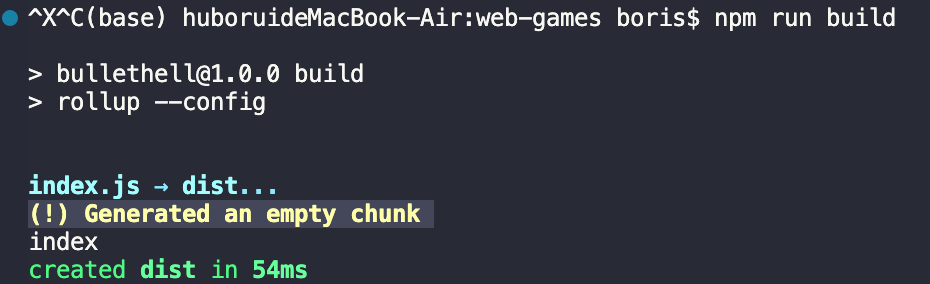 ^X^C(base) huboruideMacBook-Air:web-games boris$ npm run build
> bullethell@1.0.0 build
> rollup --config
index.js → dist...
(!) Generated an empty chunk
index
created dist in 54ms